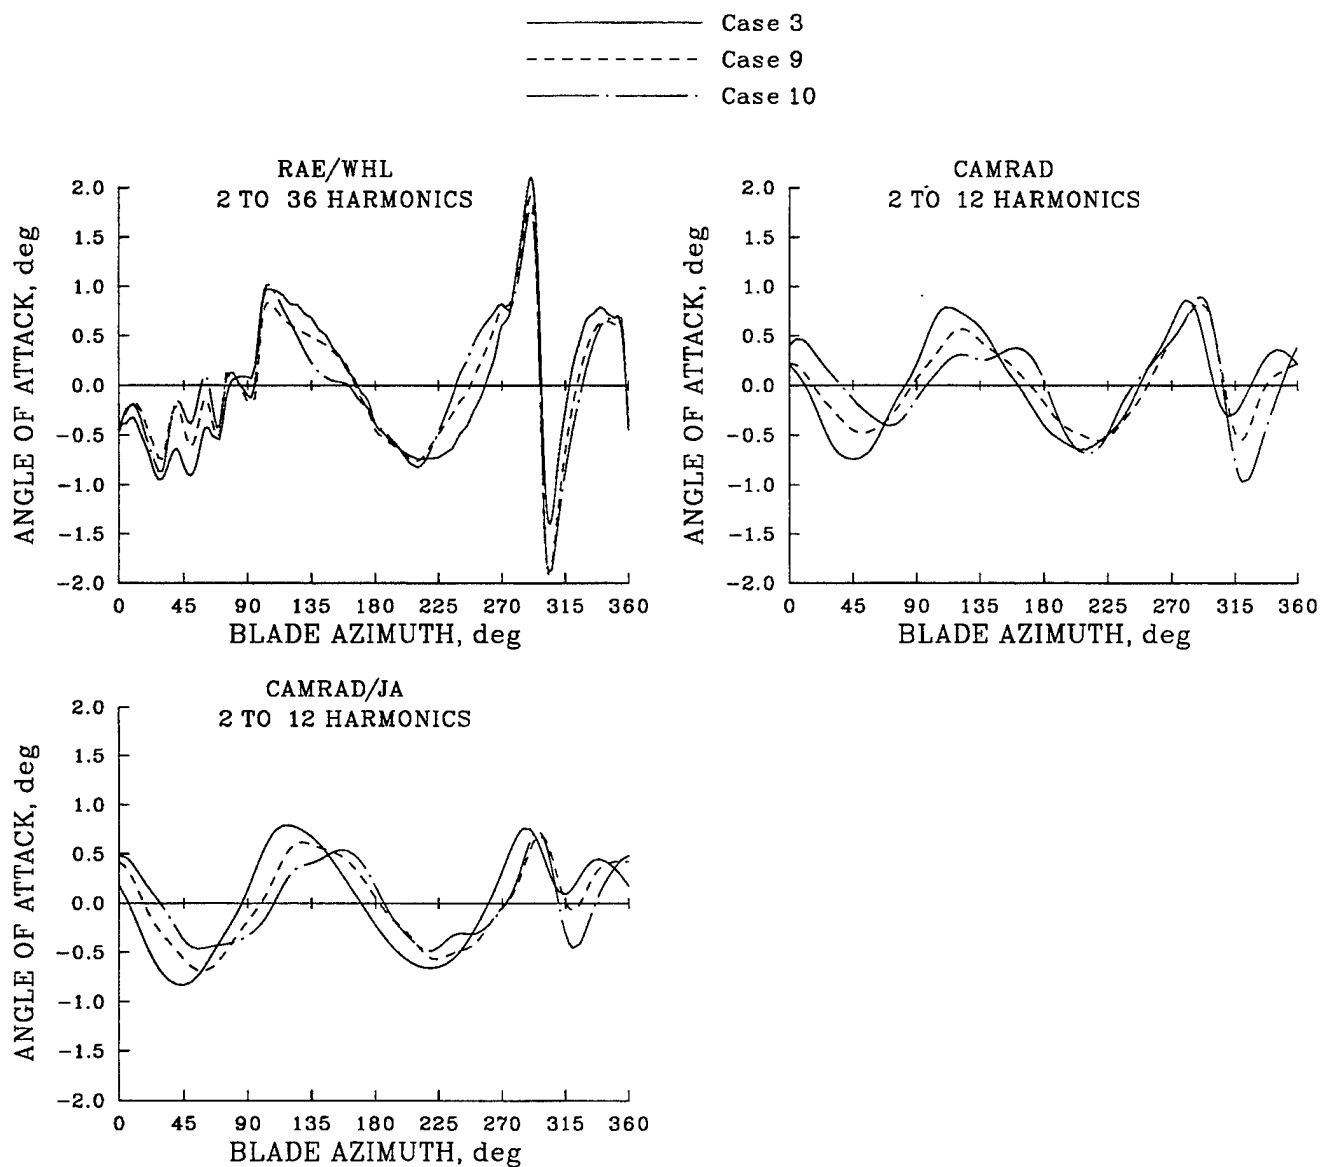 Case 3
Case 9
Case 10
RAE/WHL
2 TO 36 HARMONICS
2.0
1.5
1.0
0.5
0.0
-0.5
-1.0
-1.5
-2.0
ANGLE OF ATTACK, deg
0 45 90 135 180 225 270 315 360
BLADE AZIMUTH, deg
CAMRAD
2 TO 12 HARMONICS
2.0
1.5
1.0
0.5
0.0
-0.5
-1.0
-1.5
-2.0
ANGLE OF ATTACK, deg
0 45 90 135 180 225 270 315 360
BLADE AZIMUTH, deg
CAMRAD/JA
2 TO 12 HARMONICS
2.0
1.5
1.0
0.5
0.0
-0.5
-1.0
-1.5
-2.0
ANGLE OF ATTACK, deg
0 45 90 135 180 225 270 315 360
BLADE AZIMUTH, deg